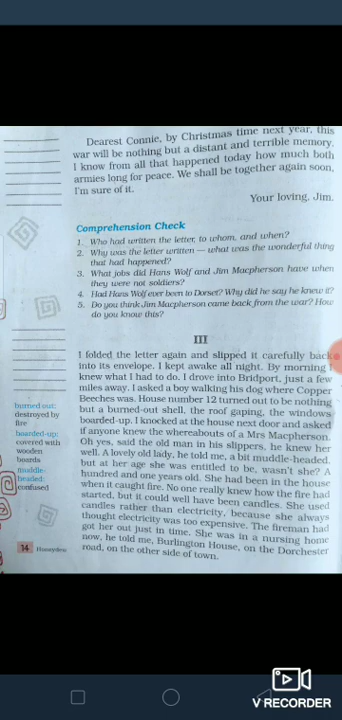 Dearest Connie, by Christmas time next year, this
war will be nothing but a distant and terrible memory.
I know from all that happened today how much both
armies long for peace. We shall be together again soon,
I'm sure of it.
Your loving, Jim.
Comprehension Check
1. Who had written the letter, to whom, and when?
2. Why was the letter written — what was the wonderful thing
that had happened?
3. What jobs did Hans Wolf and Jim Macpherson have when
they were not soldiers?
4. Had Hans Wolf ever been to Dorset? Why did he say he knew it?
5. Do you think Jim Macpherson came back from the war? How
do you know this?
III
I folded the letter again and slipped it carefully back
into its envelope. I kept awake all night. By morning I
knew what I had to do. I drove into Bridport, just a few
miles away. I asked a boy walking his dog where Copper
Beeches was. House number 12 turned out to be nothing
but a burned-out shell, the roof gaping, the windows
boarded-up. I knocked at the house next door and asked
if anyone knew the whereabouts of a Mrs Macpherson.
Oh yes, said the old man in his slippers, he knew her
well. A lovely old lady, he told me, a bit muddle-headed,
but at her age she was entitled to be, wasn't she? A
hundred and one years old. She had been in the house
when it caught fire. No one really knew how the fire had
started, but it could well have been candles. She used
candles rather than electricity, because she always
thought electricity was too expensive. The fireman had
got her out just in time. She was in a nursing home
now, he told me, Burlington House, on the Dorchester
road, on the other side of town.
burned out:
destroyed by
fire
boarded-up:
covered with
wooden
boards
muddle-
headed:
confused
14 Honeydew
V RECORDER